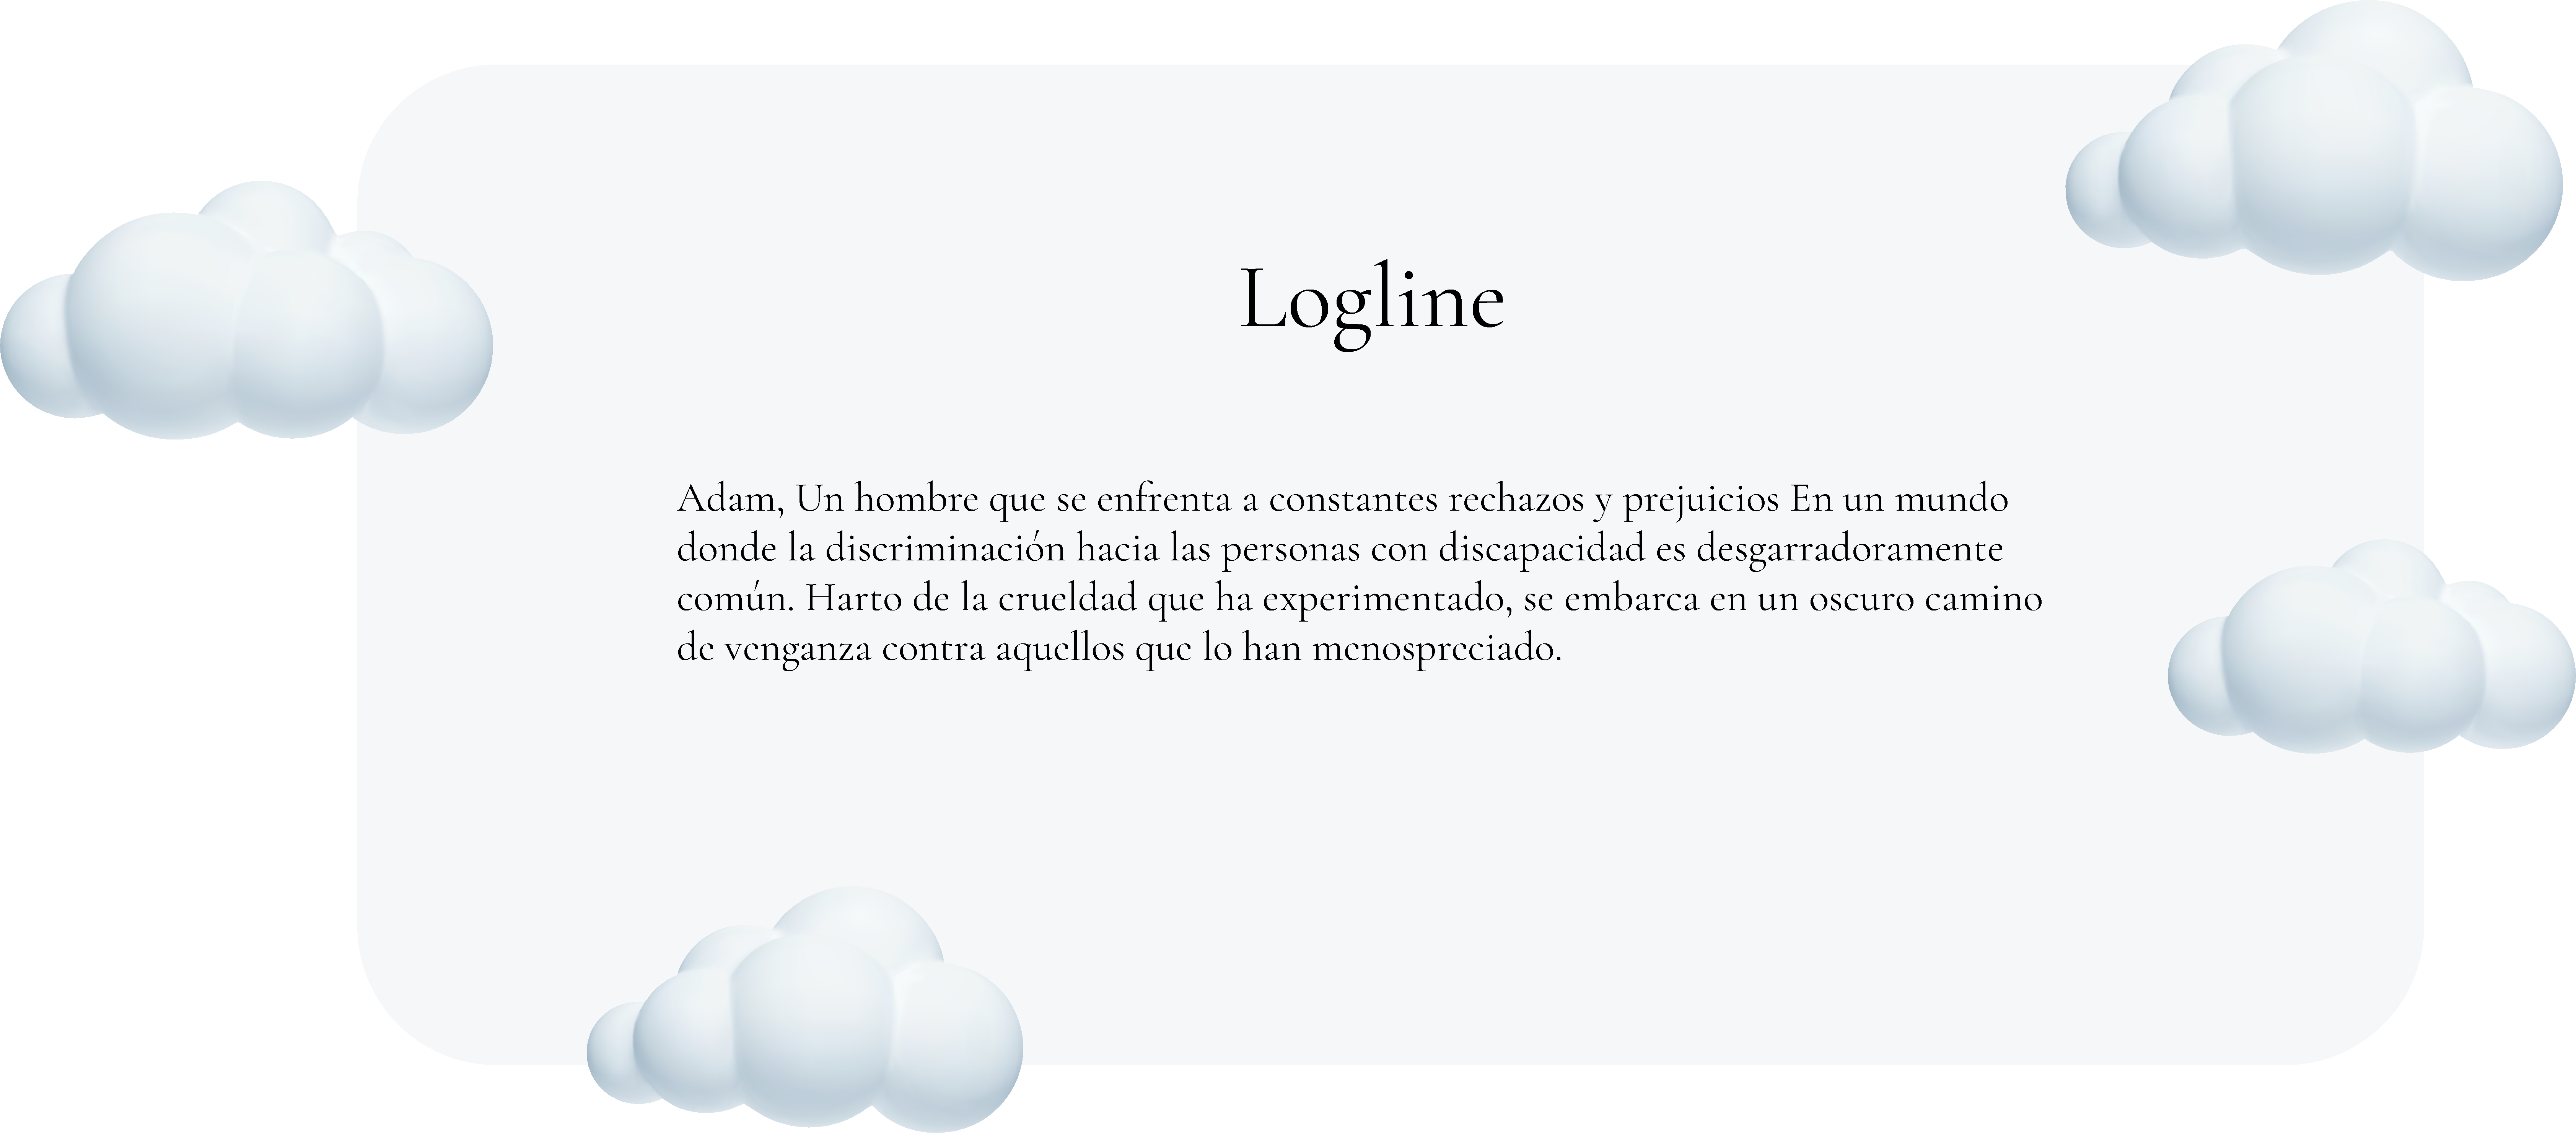 Logline
Adam, Un hombre que se enfrenta a constantes rechazos y prejuicios En un mundo
donde la discriminación hacia las personas con discapacidad es desgarradoramente
común. Harto de la crueldad que ha experimentado, se embarca en un oscuro camino
de venganza contra aquellos que lo han menospreciado.